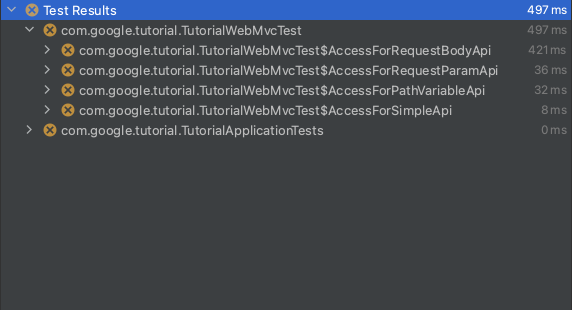 Test Results 497 ms
com.google.tutorial.TutorialWebMvcTest 497 ms
com.google.tutorial.TutorialWebMvcTest$AccessForRequestBodyApi 421 ms
com.google.tutorial.TutorialWebMvcTest$AccessForRequestParamApi 36 ms
com.google.tutorial.TutorialWebMvcTest$AccessForPathVariableApi 32 ms
com.google.tutorial.TutorialWebMvcTest$AccessForSimpleApi 8 ms
com.google.tutorial.TutorialApplicationTests 0 ms